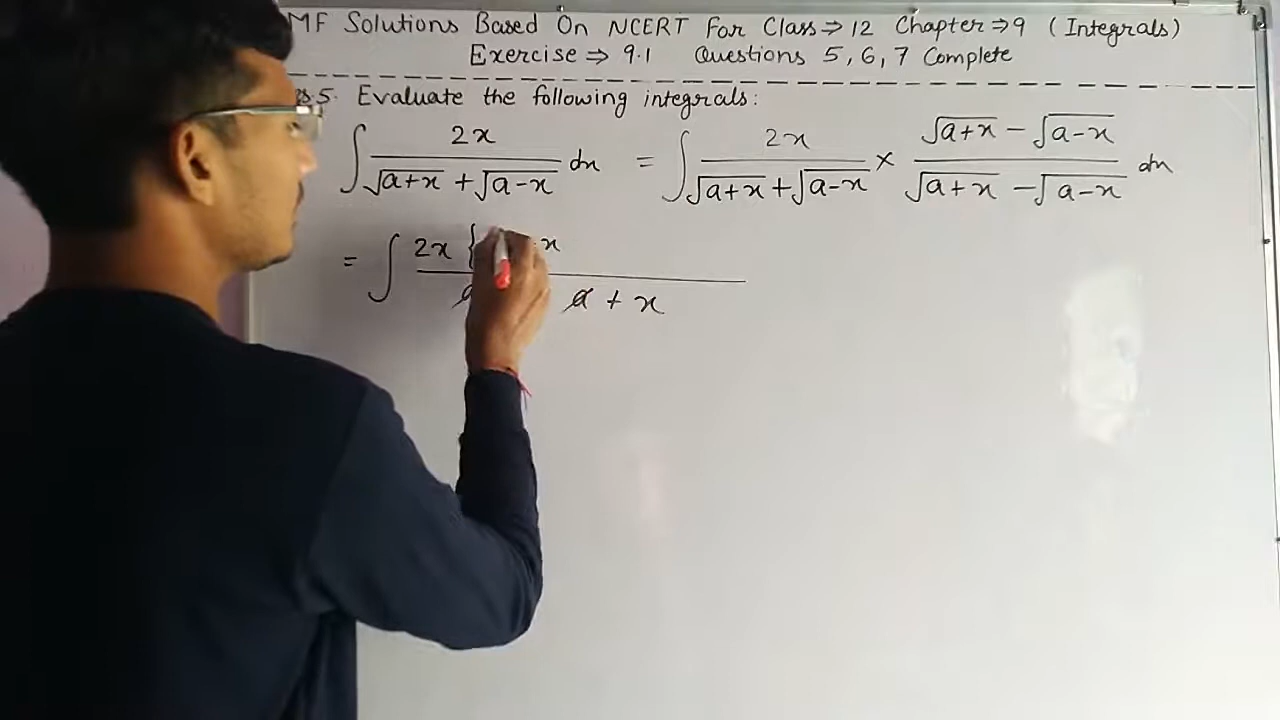 MF Solutions Based On NCERT For Class ⇒ 12 Chapter ⇒ 9 ( Integrals )
Exercise ⇒ 9.1 Questions 5, 6, 7 Complete
5. Evaluate the following integrals:
∫ 2x / (√(a+x) + √(a-x)) dx = ∫ 2x / (√(a+x) + √(a-x)) × (√(a+x) - √(a-x)) / (√(a+x) - √(a-x)) dx
= ∫ 2x { x / a + x